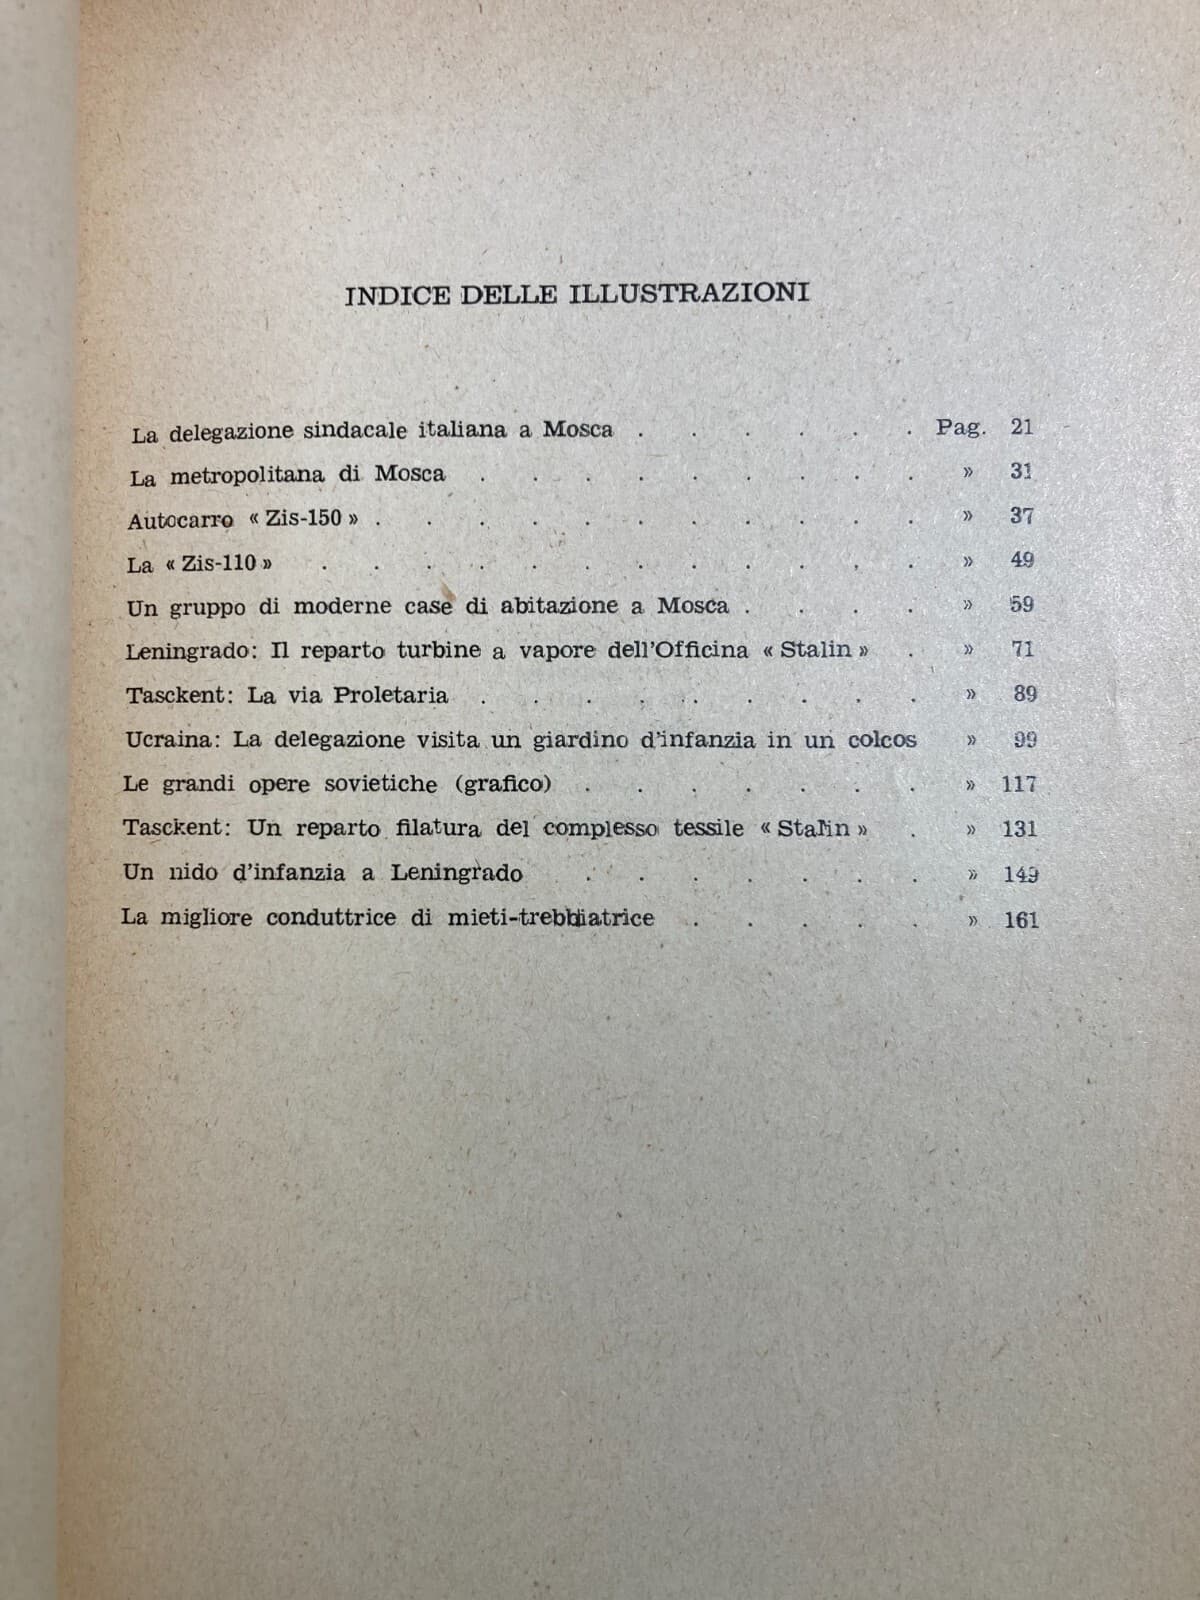 INDICE DELLE ILLUSTRAZIONI
La delegazione sindacale italiana a Mosca . . . . . . Pag. 21
La metropolitana di Mosca . . . . . . . . . » 31
Autocarro « Zis-150 » . . . . . . . . . . . » 37
La « Zis-110 » . . . . . . . . . . . . » 49
Un gruppo di moderne case di abitazione a Mosca . . . . » 59
Leningrado: Il reparto turbine a vapore dell'Officina « Stalin » . » 71
Tasckent: La via Proletaria . . . . . . . . . » 89
Ucraina: La delegazione visita un giardino d'infanzia in un colcos » 99
Le grandi opere sovietiche (grafico) . . . . . . . » 117
Tasckent: Un reparto filatura del complesso tessile « Stalin » . » 131
Un nido d'infanzia a Leningrado . . . . . . . » 149
La migliore conduttrice di mieti-trebbiatrice . . . . . » 161